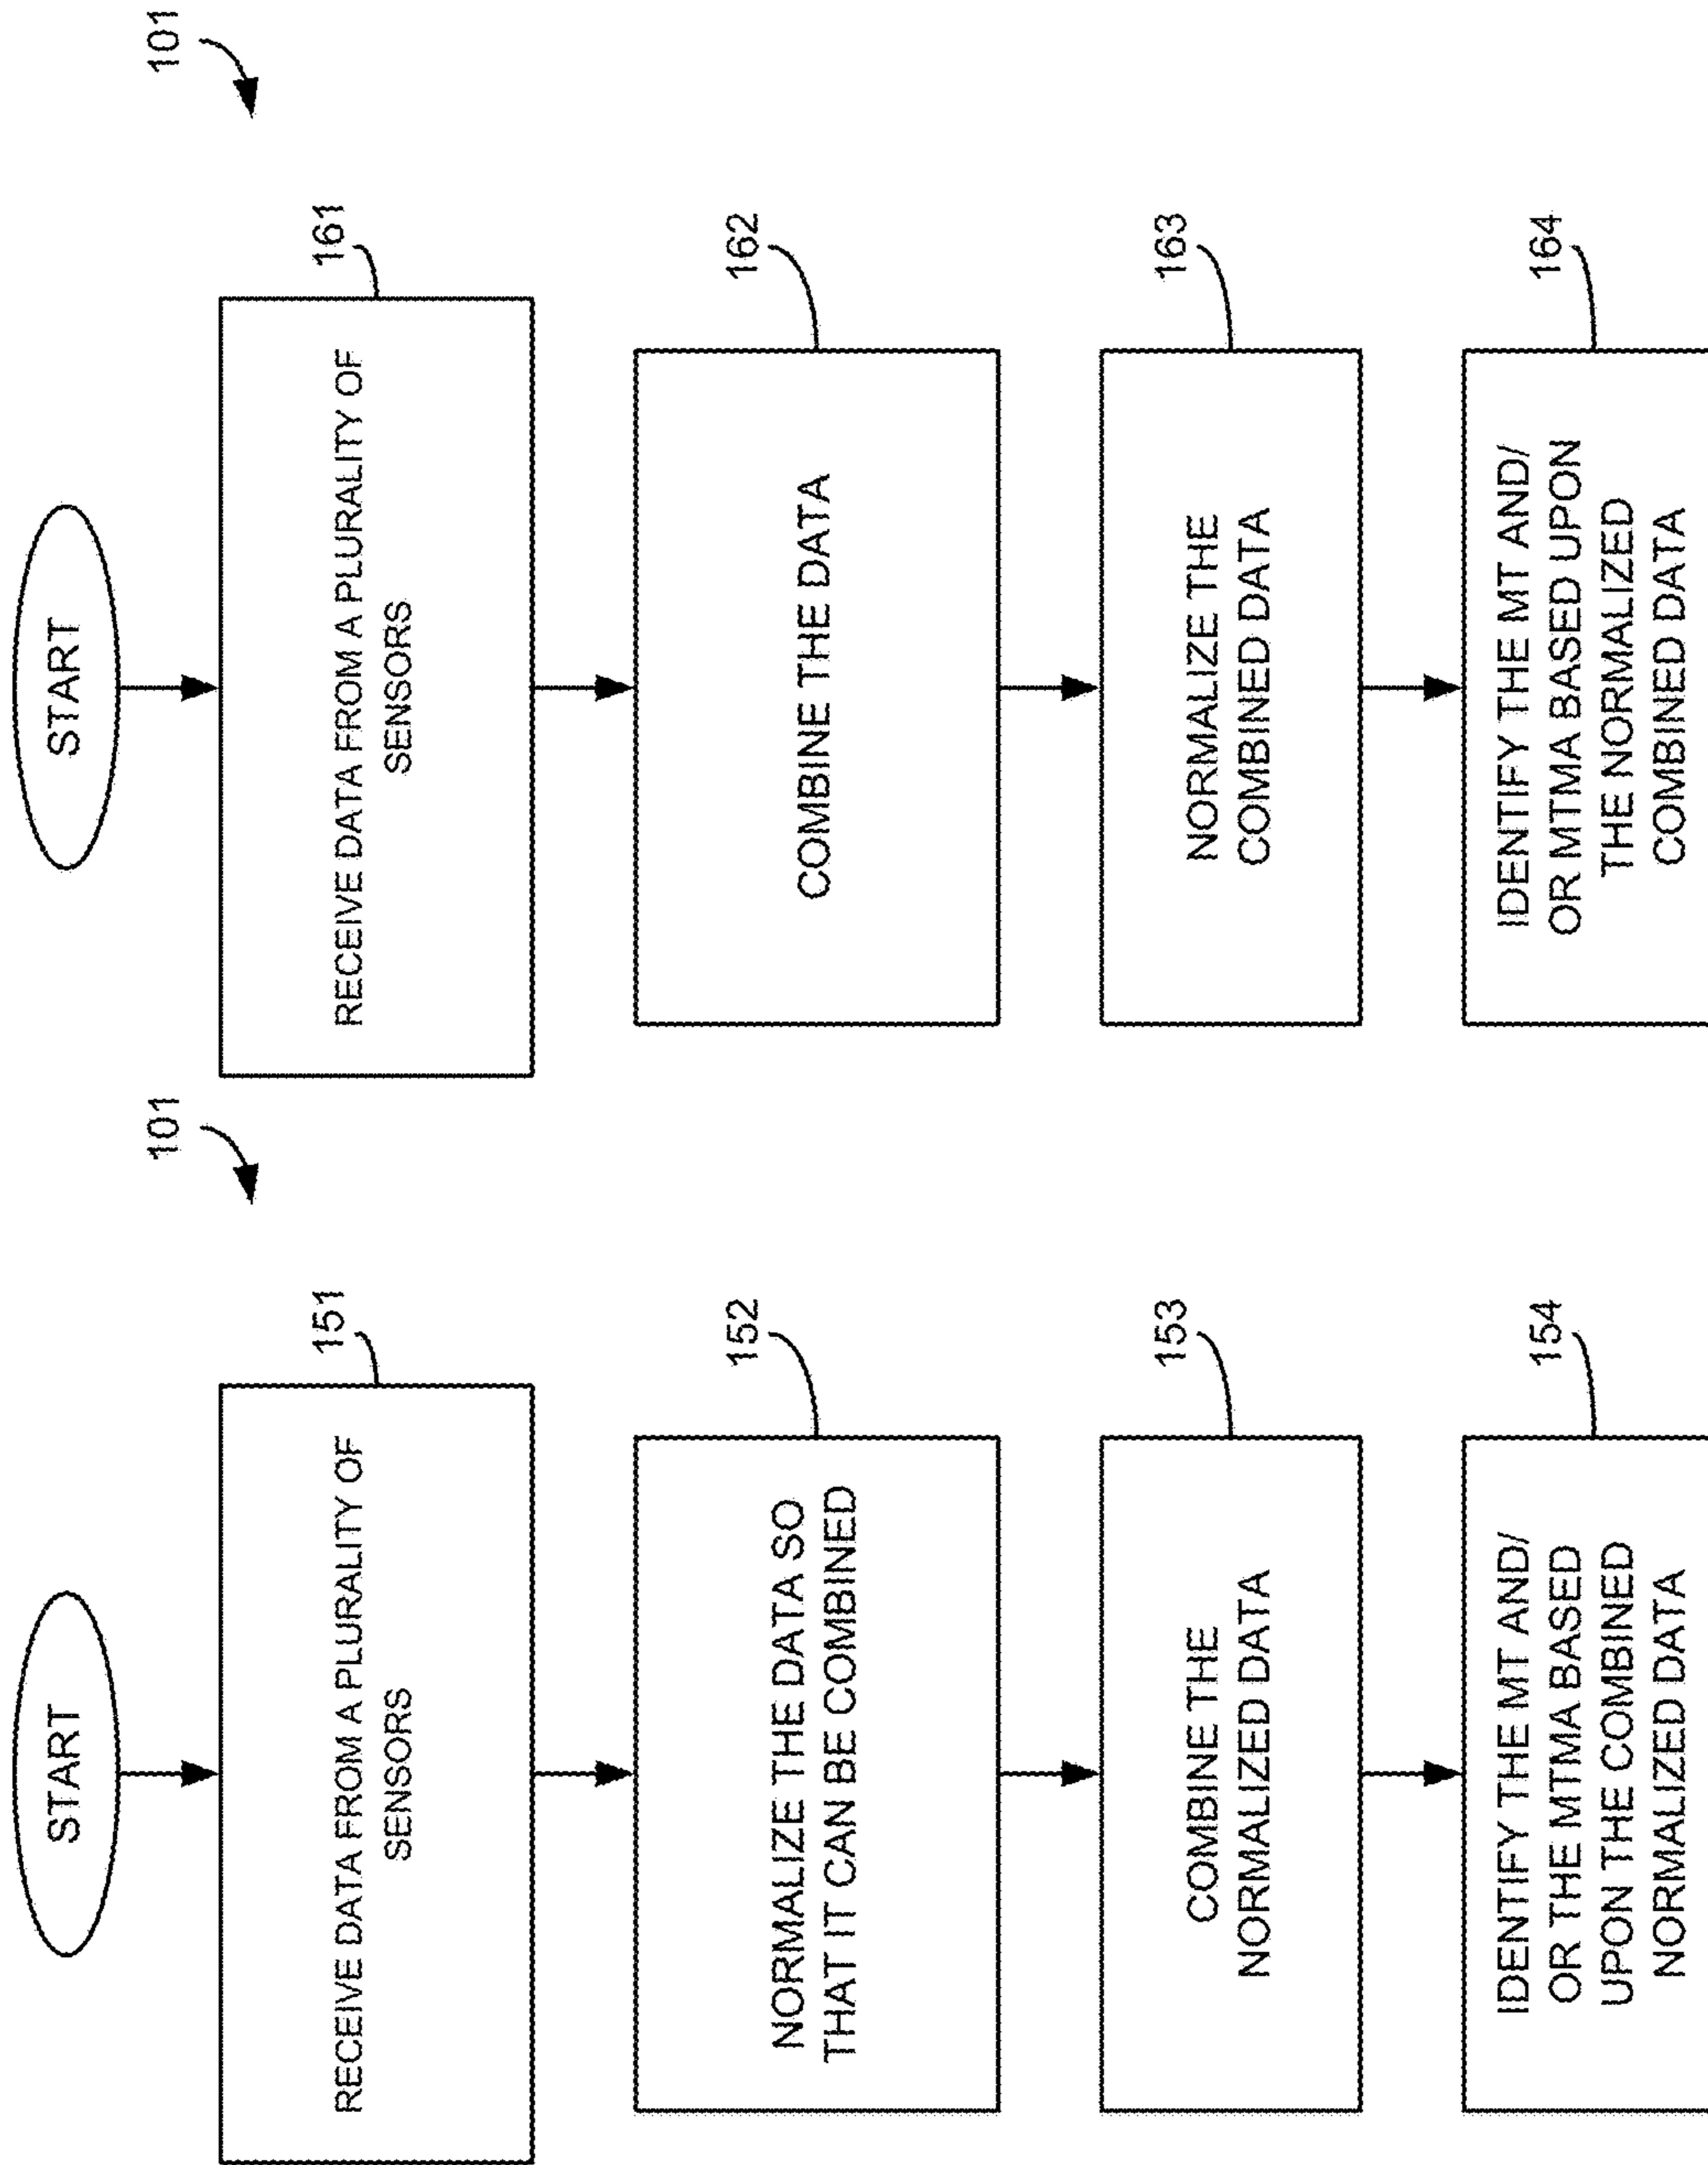 101
START
RECEIVE DATA FROM A PLURALITY OF
SENSORS
151
NORMALIZE THE DATA SO
THAT IT CAN BE COMBINED
152
COMBINE THE
NORMALIZED DATA
153
IDENTIFY THE MT AND/
OR THE MTMA BASED
UPON THE COMBINED
NORMALIZED DATA
154
101
START
RECEIVE DATA FROM A PLURALITY OF
SENSORS
161
COMBINE THE DATA
162
NORMALIZE THE
COMBINED DATA
163
IDENTIFY THE MT AND/
OR MTMA BASED UPON
THE NORMALIZED
COMBINED DATA
164